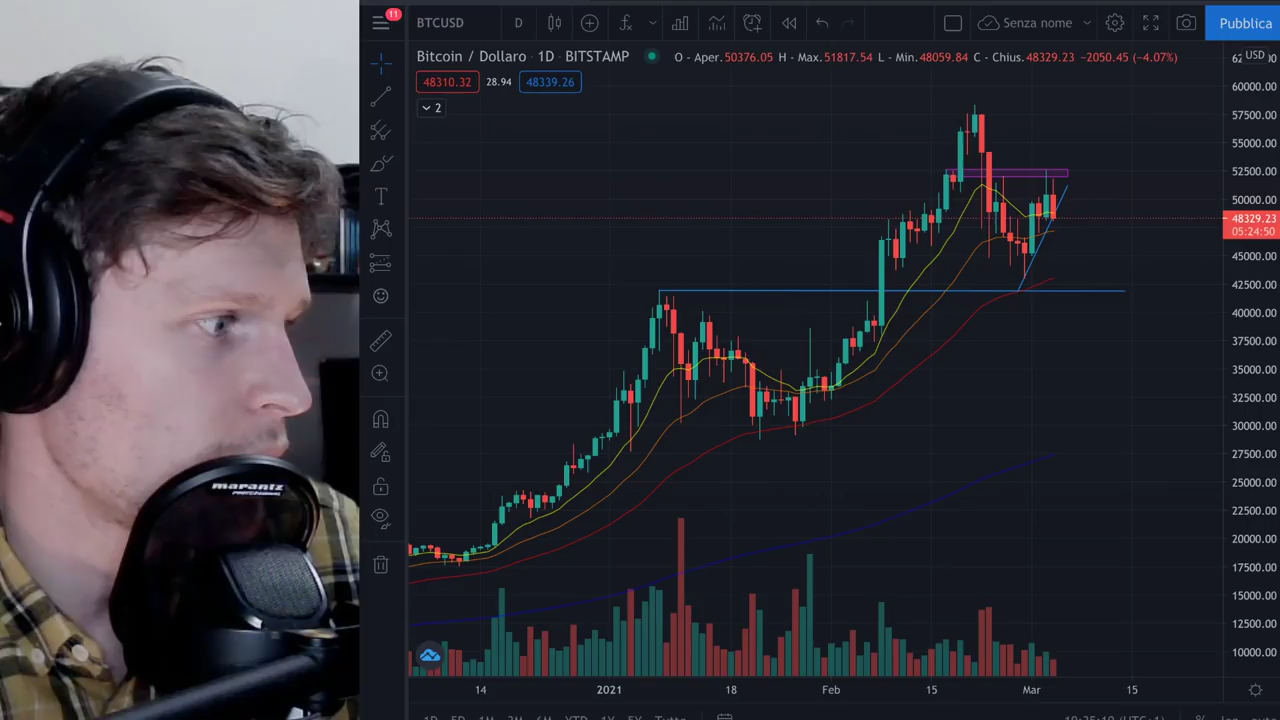 11
BTCUSD
D
Senza nome
Pubblica
Bitcoin / Dollaro · 1D · BITSTAMP
O - Aper.50376.05 H - Max.51817.54 L - Min.48059.84 C - Chius.48329.23 −2050.45 (−4.07%)
USD
48310.32 28.94 48339.26
2
60000.00
57500.00
55000.00
52500.00
50000.00
48329.23
05:24:50
45000.00
42500.00
40000.00
37500.00
35000.00
32500.00
30000.00
27500.00
25000.00
22500.00
20000.00
17500.00
15000.00
12500.00
10000.00
marantz
PROFESSIONAL
14 2021 18 Feb 15 Mar 15